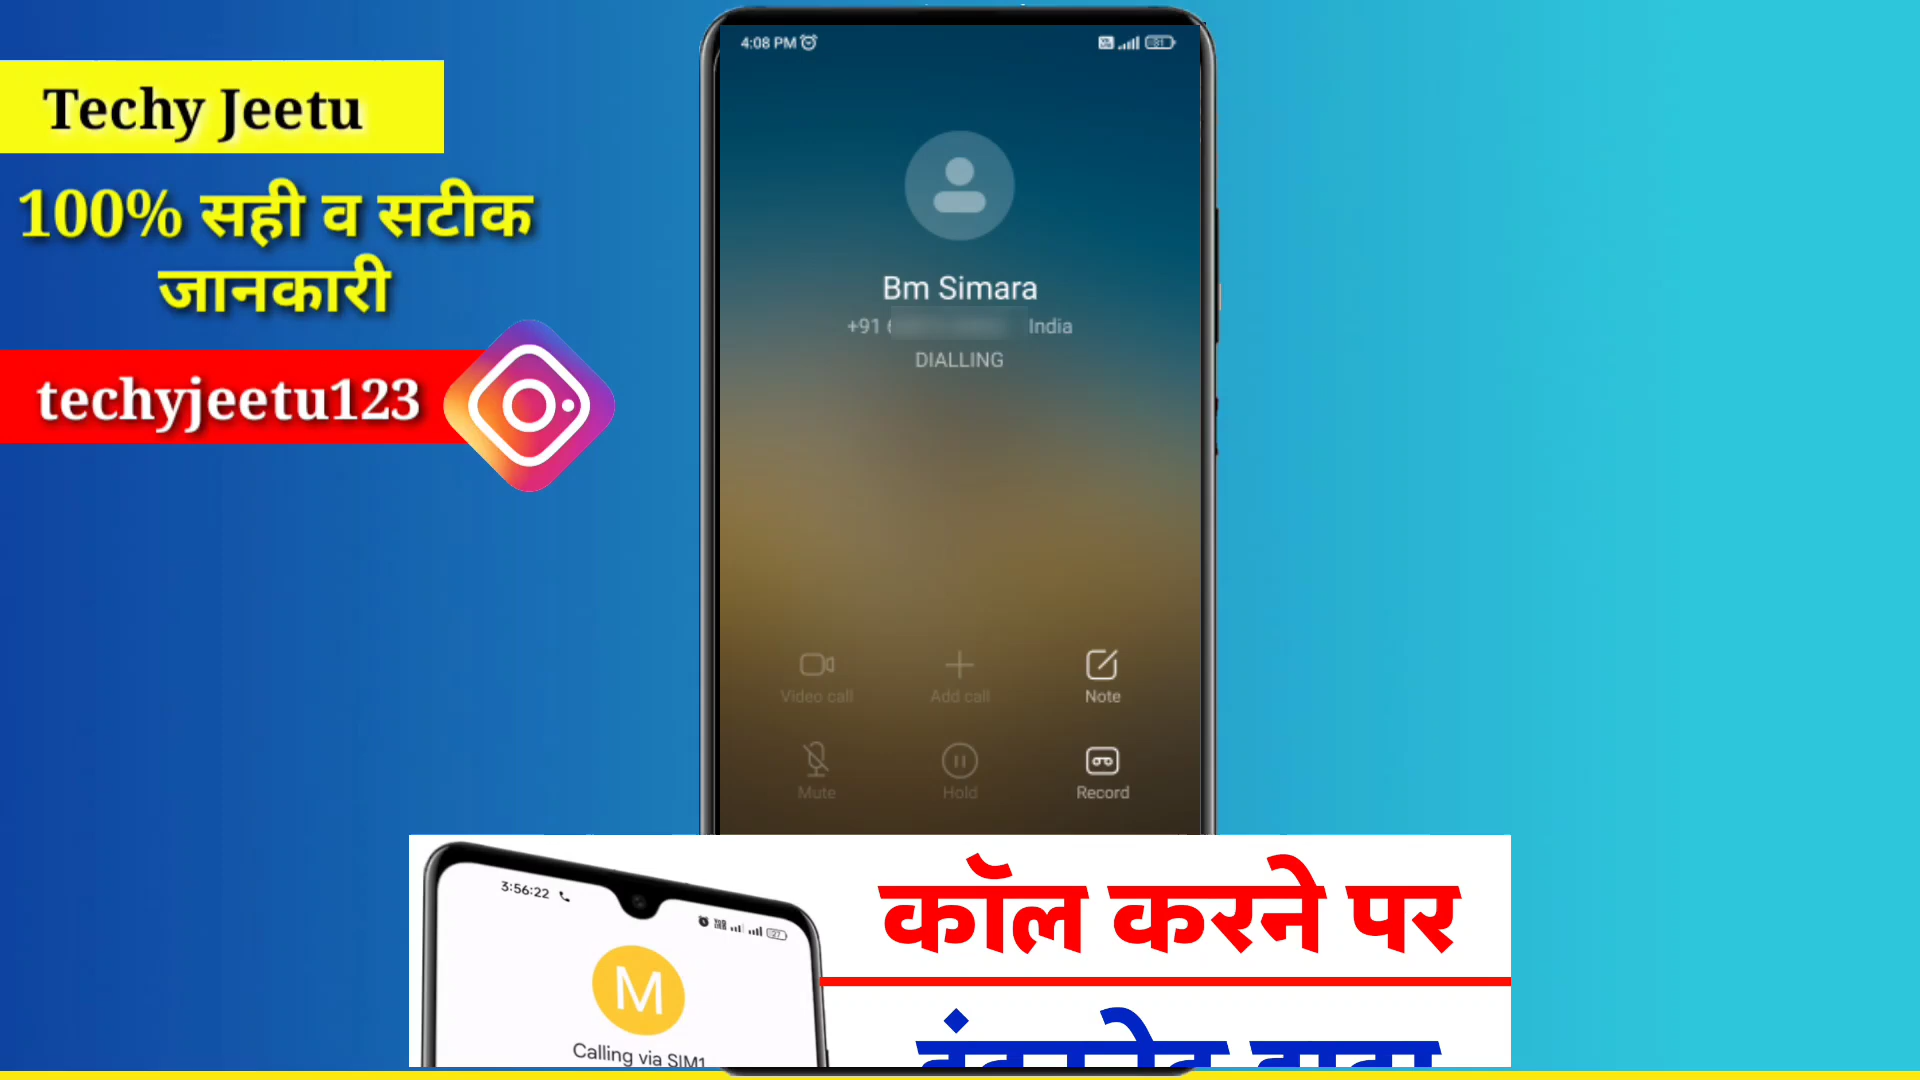 Techy Jeetu
100% सही व सटीक
जानकारी
techyjeetu123
4:08 PM
Bm Simara
+91 India
DIALLING
Video call Add call Note
Mute Hold Record
3:56:22
M
Calling via SIM1
कॉल करने पर